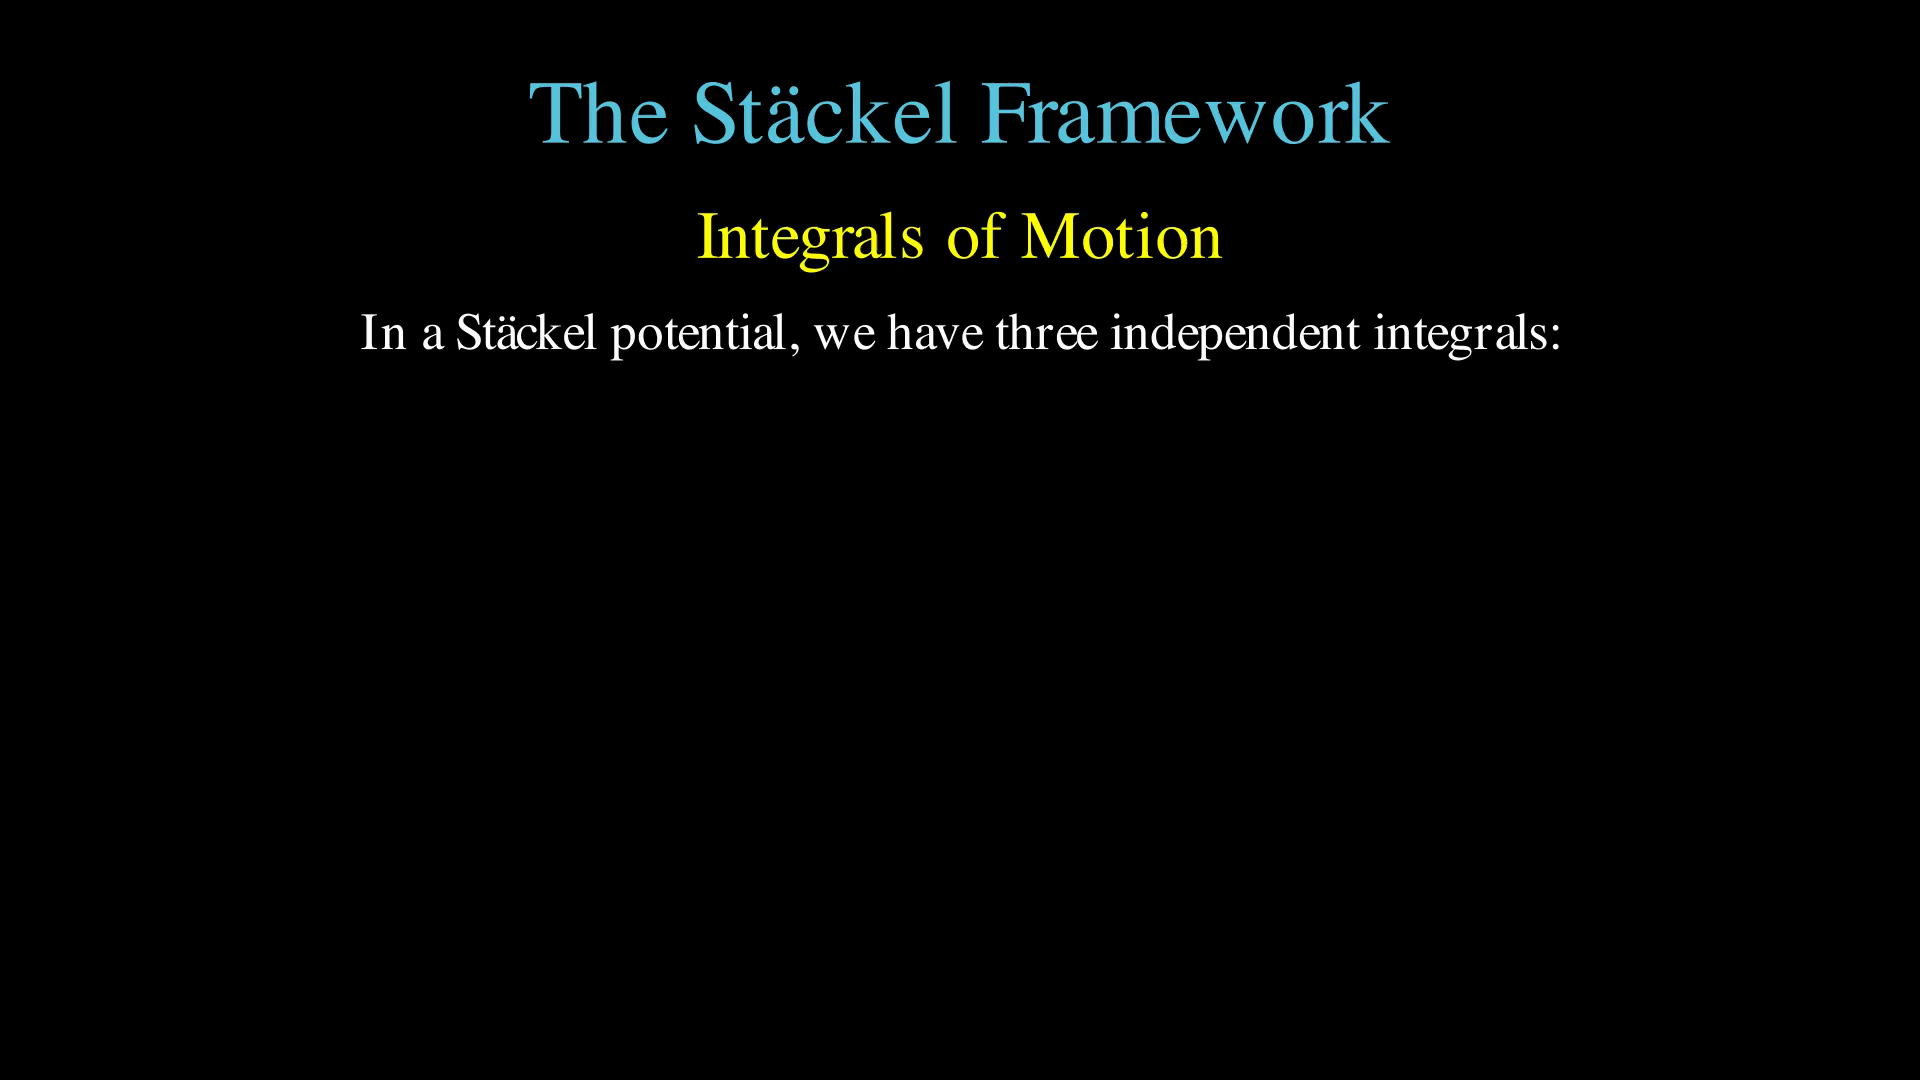 The Stäckel Framework
Integrals of Motion
In a Stäckel potential, we have three independent integrals: